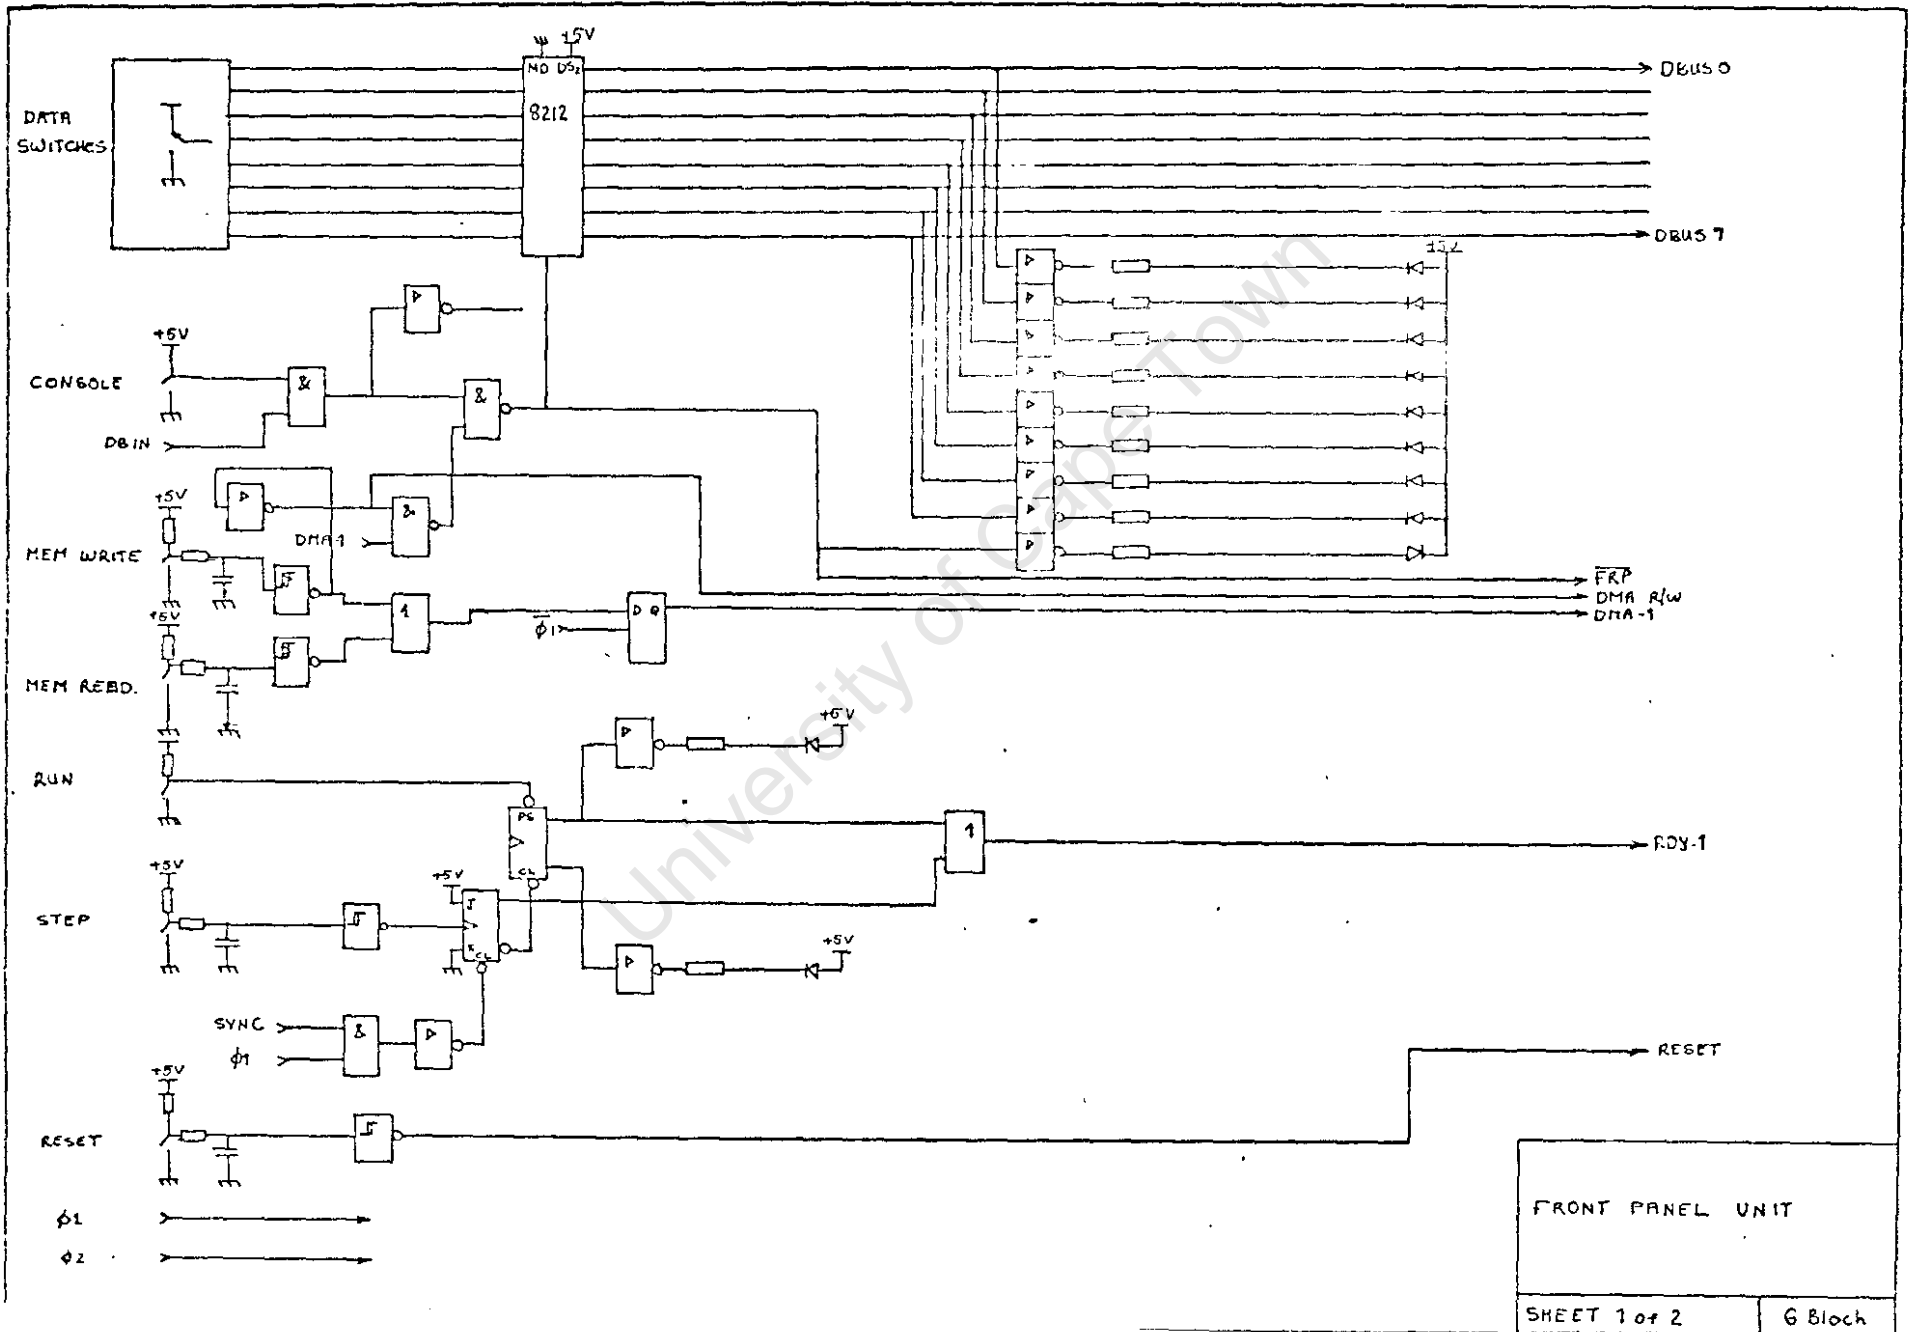 +5V
MD DS2
8212
DATA
SWITCHES
DBUS 0
DBUS 7
+5V
CONSOLE
+5V
&
&
DBIN
+5V
&
DMA-1
MEM WRITE
+5V
1
φ1
D Q
FRP
DMA R/W
DMA-1
MEM READ.
+5V
RUN
PS
CL
1
RDY-1
+5V
STEP
+5V
J
K
CL
+5V
SYNC
&
φ1
+5V
RESET
RESET
φ1
φ2
FRONT PANEL UNIT
SHEET 1 of 2
G Bloch
University of Cape Town